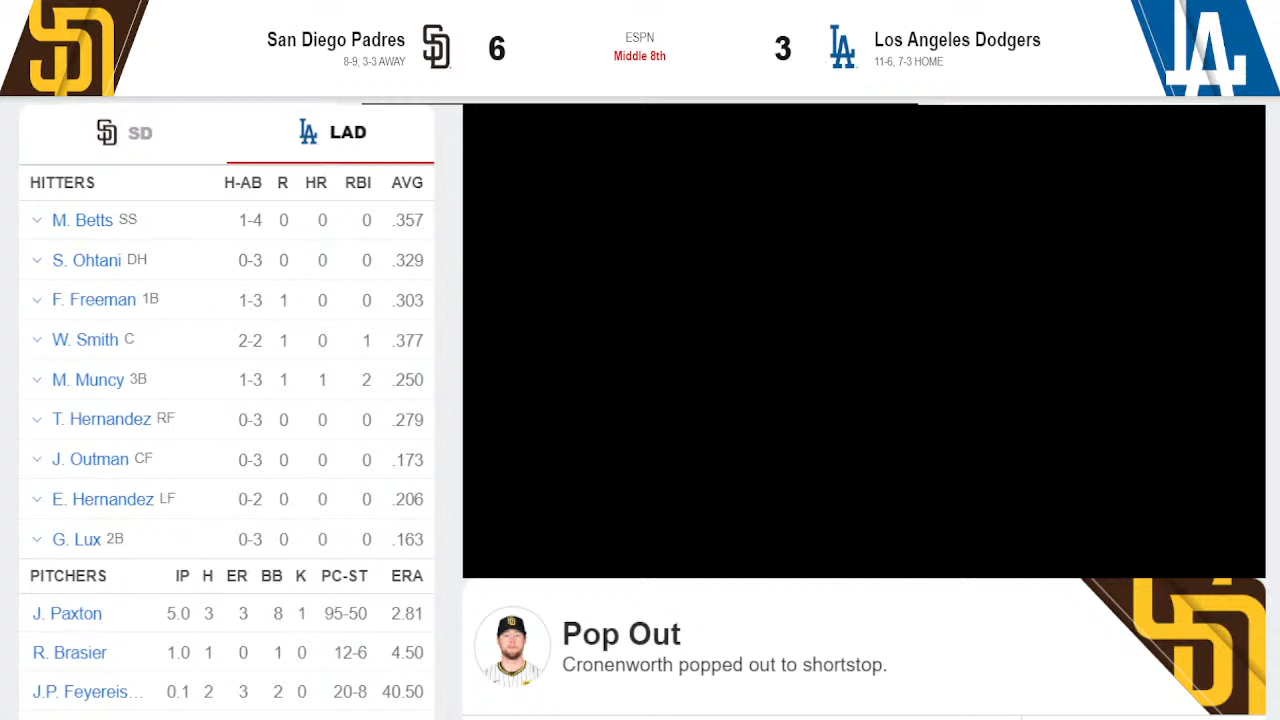 San Diego Padres
8-9, 3-3 AWAY
SD
6
ESPN
Middle 8th
3
LA
Los Angeles Dodgers
11-6, 7-3 HOME
SD
LA LAD
HITTERS H-AB R HR RBI AVG
M. Betts SS 1-4 0 0 0 .357
S. Ohtani DH 0-3 0 0 0 .329
F. Freeman 1B 1-3 1 0 0 .303
W. Smith C 2-2 1 0 1 .377
M. Muncy 3B 1-3 1 1 2 .250
T. Hernandez RF 0-3 0 0 0 .279
J. Outman CF 0-3 0 0 0 .173
E. Hernandez LF 0-2 0 0 0 .206
G. Lux 2B 0-3 0 0 0 .163
PITCHERS IP H ER BB K PC-ST ERA
J. Paxton 5.0 3 3 8 1 95-50 2.81
R. Brasier 1.0 1 0 1 0 12-6 4.50
J.P. Feyereis... 0.1 2 3 2 0 20-8 40.50
Pop Out
Cronenworth popped out to shortstop.